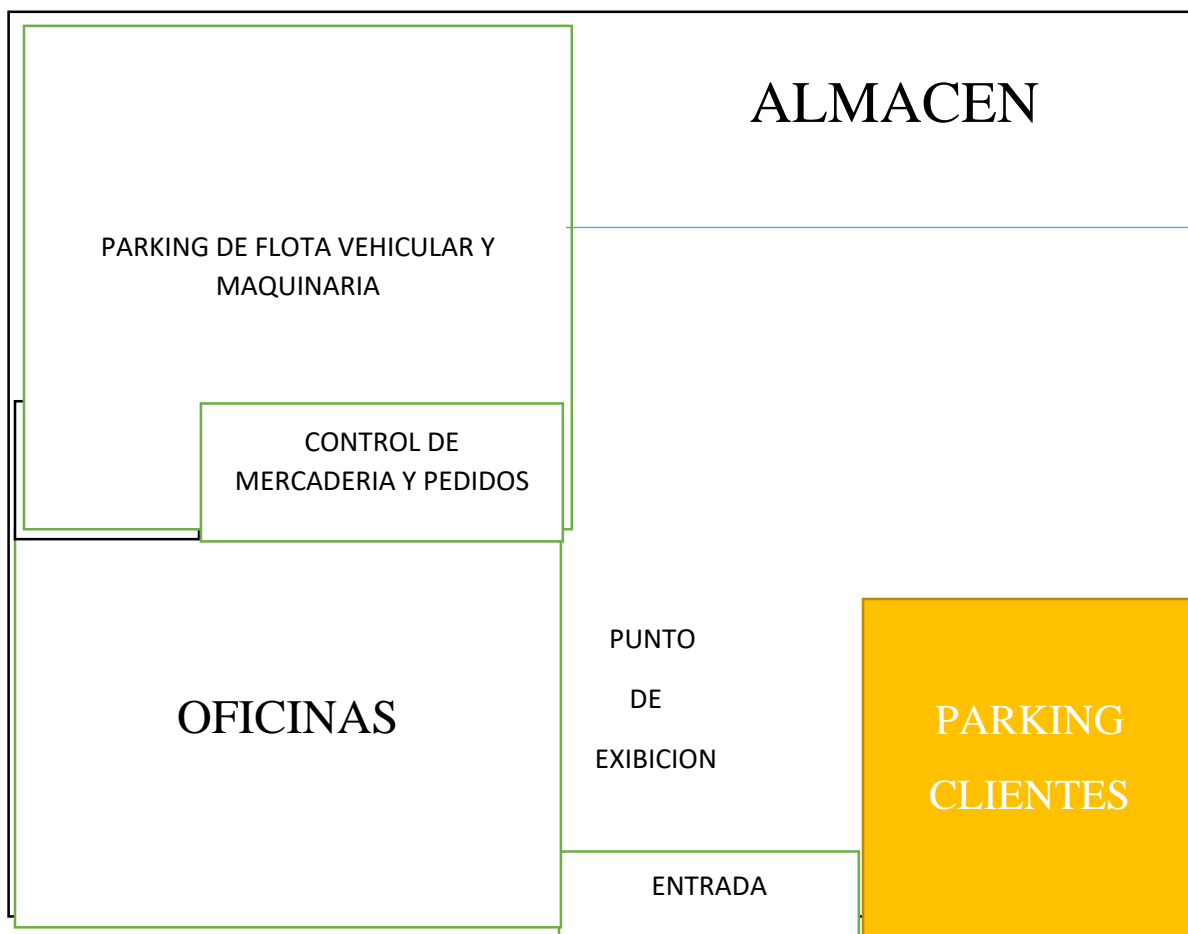 ALMACEN
PARKING DE FLOTA VEHICULAR Y
MAQUINARIA
CONTROL DE
MERCADERIA Y PEDIDOS
OFICINAS
PUNTO
DE
EXIBICION
PARKING
CLIENTES
ENTRADA